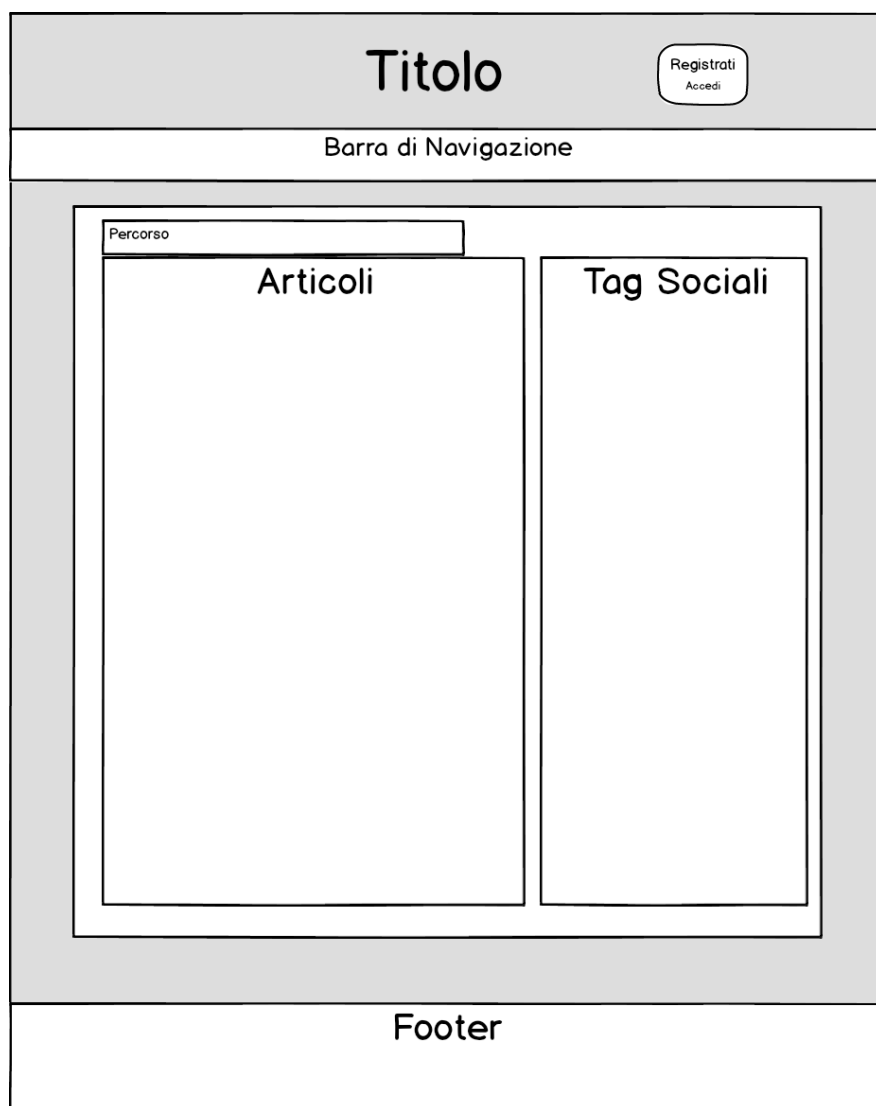 Titolo
Registrati
Accedi
Barra di Navigazione
Percorso
Articoli
Tag Sociali
Footer